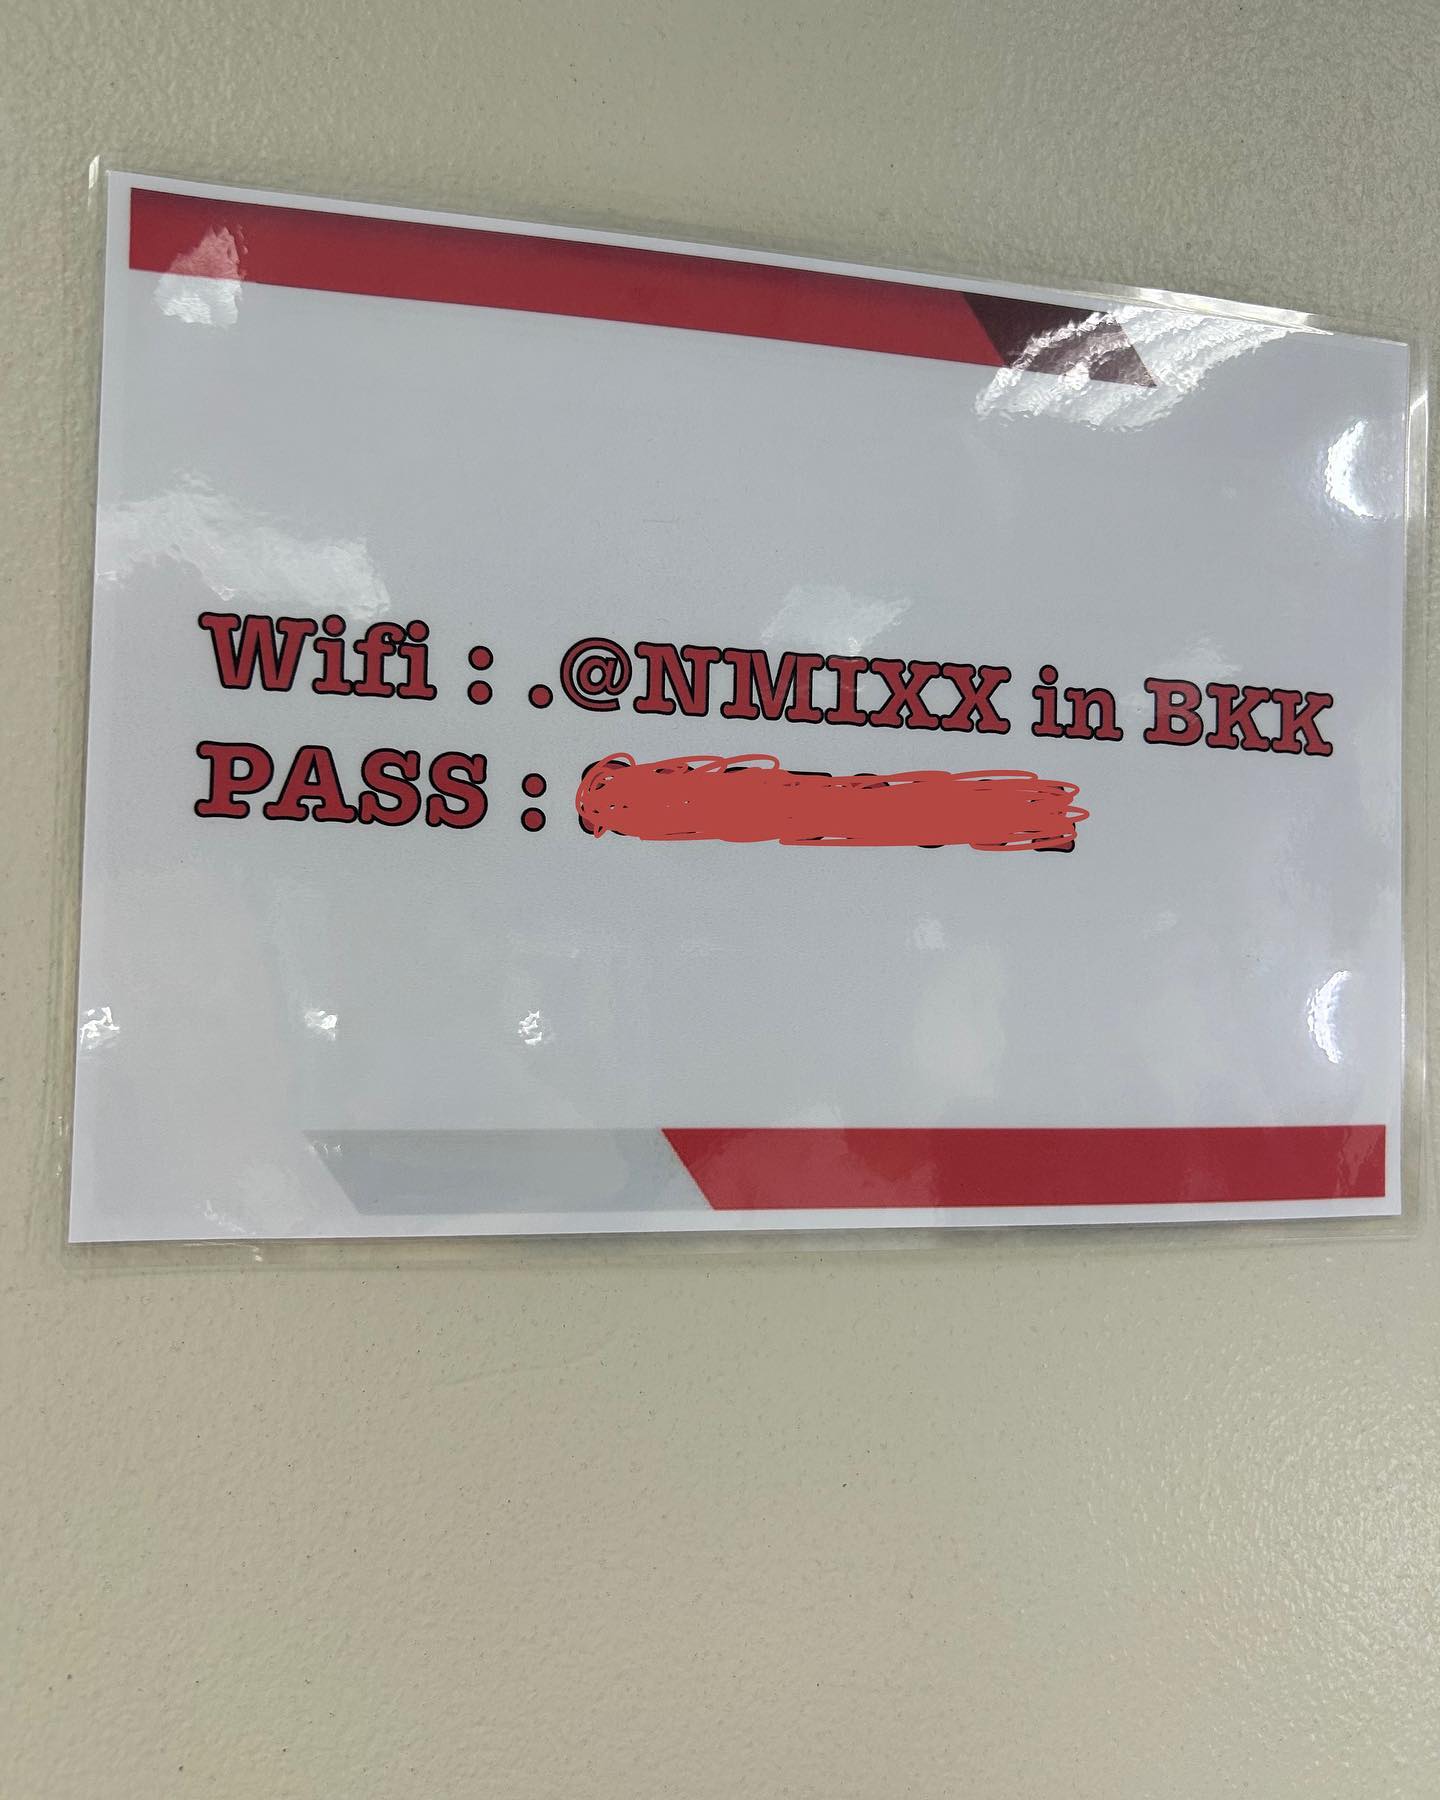 Wifi : .@NMIXX in BKK
PASS :